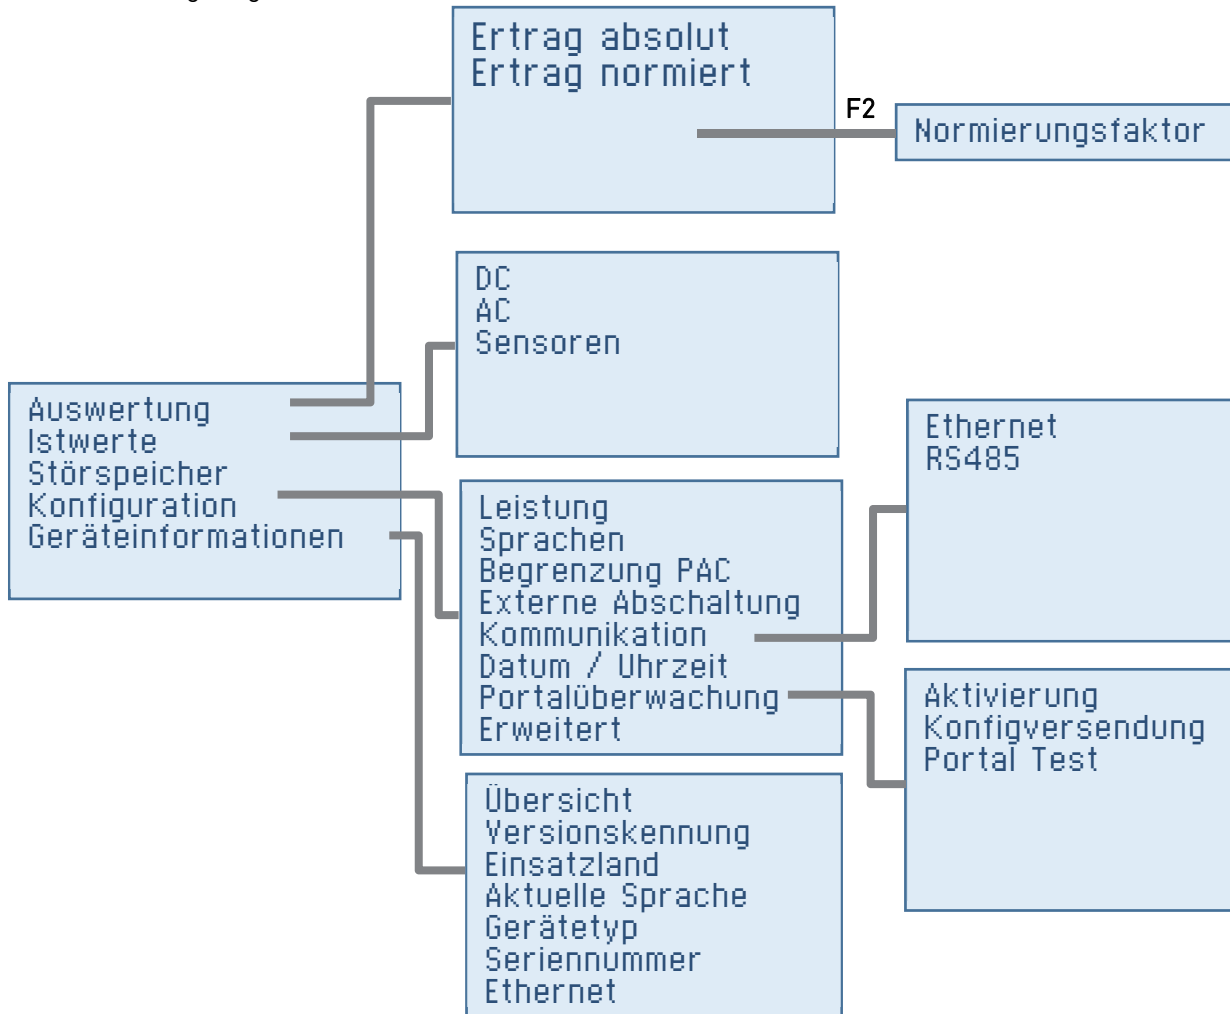 Ertrag absolut
Ertrag normiert
F2
Normierungsfaktor
DC
AC
Sensoren
Auswertung
Istwerte
Störspeicher
Konfiguration
Geräteinformationen
Leistung
Sprachen
Begrenzung PAC
Externe Abschaltung
Kommunikation
Datum / Uhrzeit
Portalüberwachung
Erweitert
Ethernet
RS485
Aktivierung
Konfigversendung
Portal Test
Übersicht
Versionskennung
Einsatzland
Aktuelle Sprache
Gerätetyp
Seriennummer
Ethernet